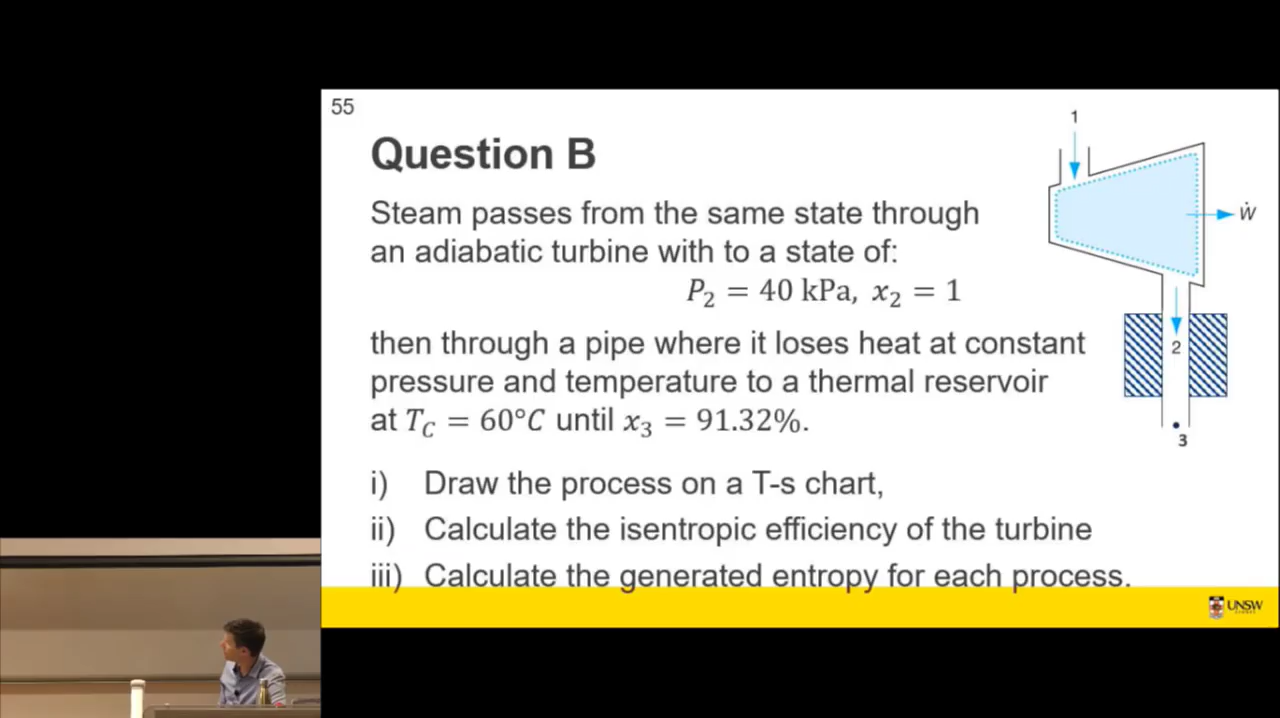 55
Question B
Steam passes from the same state through
an adiabatic turbine with to a state of:
P₂ = 40 kPa, x₂ = 1
then through a pipe where it loses heat at constant
pressure and temperature to a thermal reservoir
at T_C = 60°C until x₃ = 91.32%.
i) Draw the process on a T-s chart,
ii) Calculate the isentropic efficiency of the turbine
iii) Calculate the generated entropy for each process.
1
Ẇ
2
3
UNSW